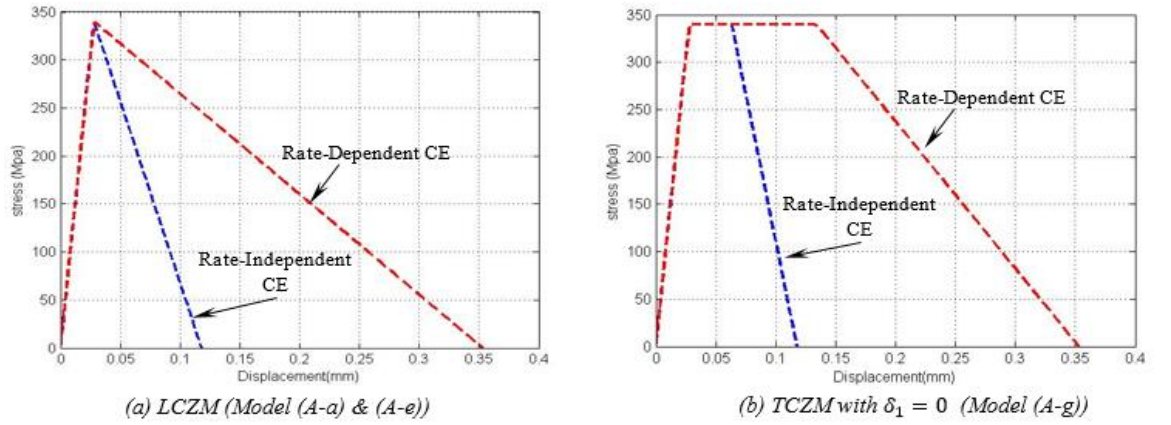 350
300
250
200
150
100
50
0
stress (Mpa)
Rate-Dependent CE
Rate-Independent
CE
0
0.05
0.1
0.15
0.2
0.25
0.3
0.35
0.4
Displacement(mm)
(a) LCZM (Model (A-a) & (A-e))
350
300
250
200
150
100
50
0
stress (Mpa)
Rate-Dependent CE
Rate-Independent
CE
0
0.05
0.1
0.15
0.2
0.25
0.3
0.35
0.4
Displacement(mm)
(b) TCZM with δ₁ = 0 (Model (A-g))